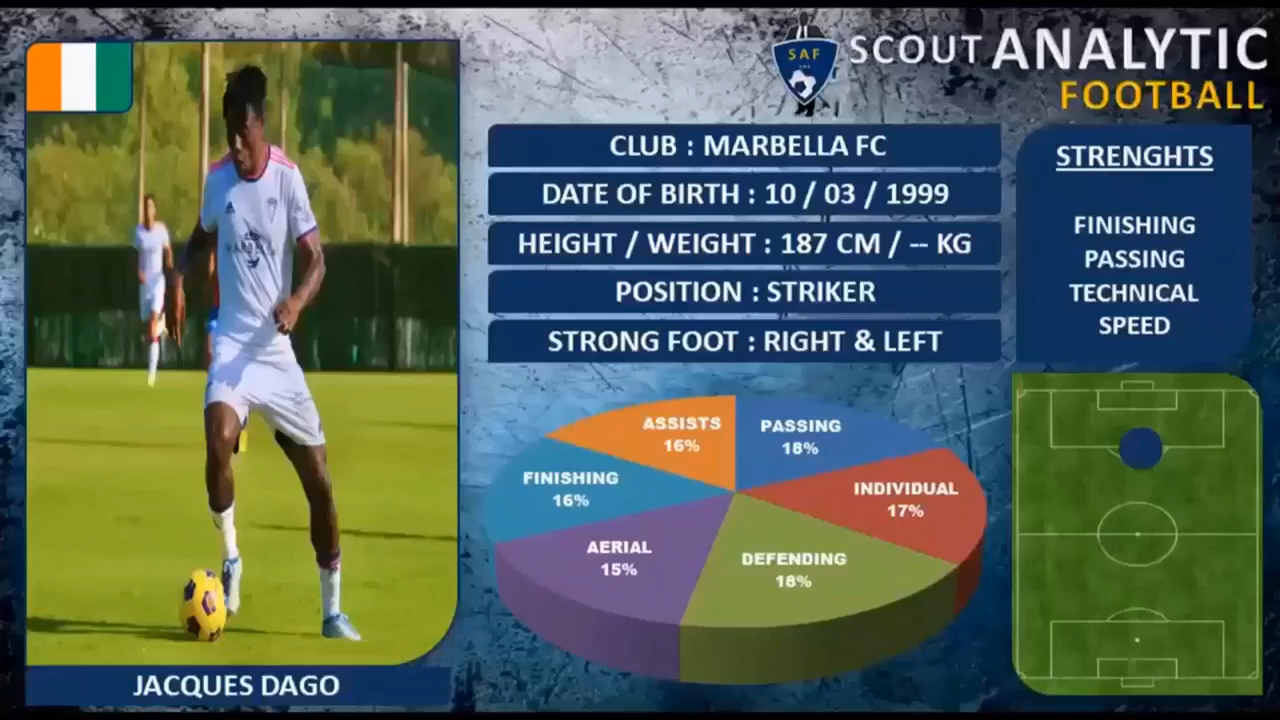 SAF
SCOUT ANALYTIC
FOOTBALL
CLUB : MARBELLA FC
DATE OF BIRTH : 10 / 03 / 1999
HEIGHT / WEIGHT : 187 CM / -- KG
POSITION : STRIKER
STRONG FOOT : RIGHT & LEFT
STRENGHTS
FINISHING
PASSING
TECHNICAL
SPEED
ASSISTS
16%
PASSING
18%
FINISHING
16%
INDIVIDUAL
17%
AERIAL
15%
DEFENDING
18%
JACQUES DAGO